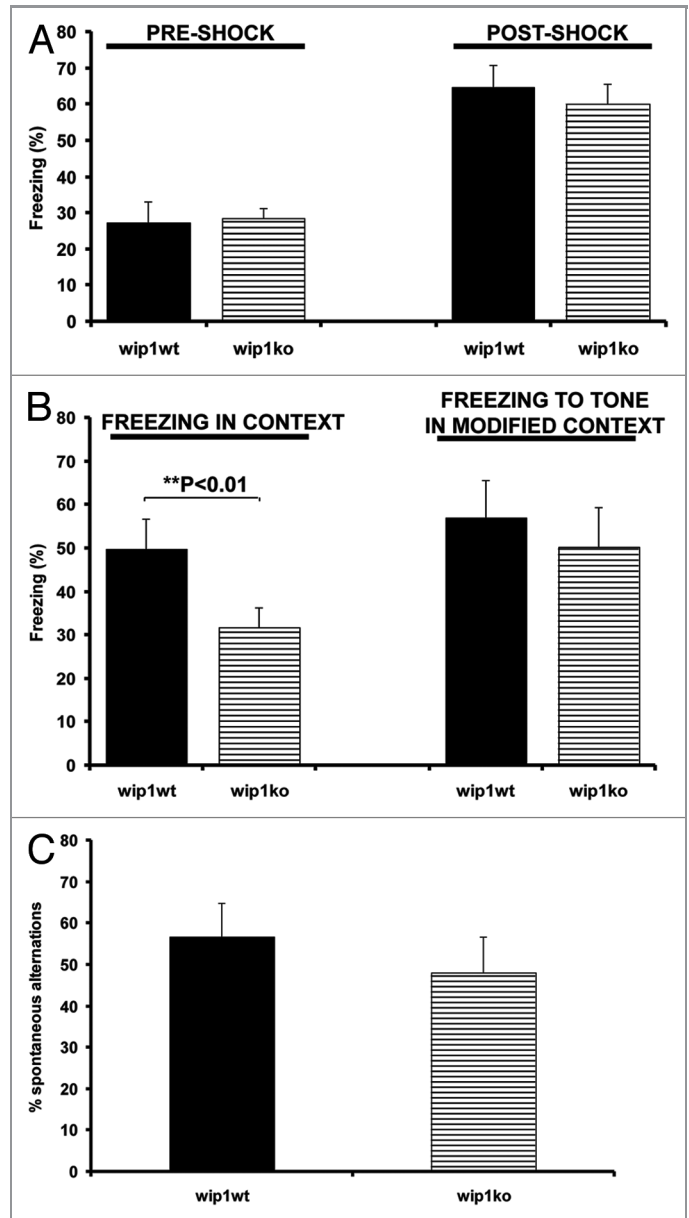 A
PRE-SHOCK
POST-SHOCK
Freezing (%)
80
70
60
50
40
30
20
10
0
wip1wt
wip1ko
wip1wt
wip1ko
B
FREEZING IN CONTEXT
FREEZING TO TONE
IN MODIFIED CONTEXT
**P<0.01
Freezing (%)
80
70
60
50
40
30
20
10
0
wip1wt
wip1ko
wip1wt
wip1ko
C
% spontaneous alternations
80
70
60
50
40
30
20
10
0
wip1wt
wip1ko